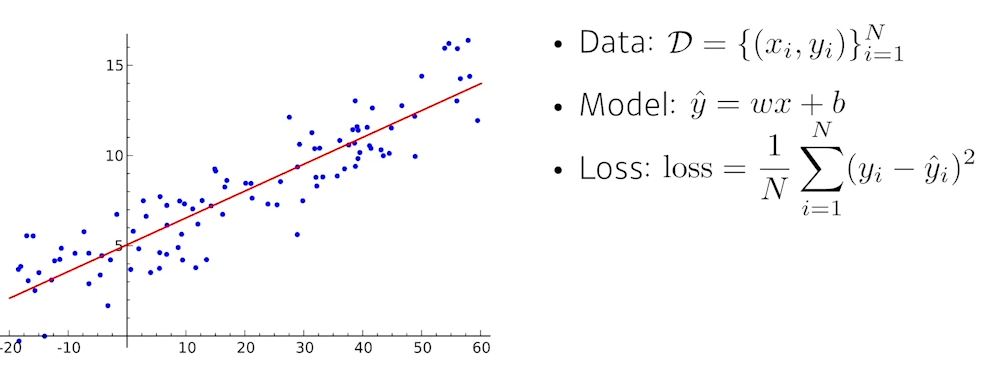 15
10
5
-20 -10 10 20 30 40 50 60
• Data: 𝒟 = {(xᵢ, yᵢ)}ᵢ₌₁ᴺ
• Model: ŷ = wx + b
• Loss: loss = 1/N ∑ᵢ₌₁ᴺ (yᵢ − ŷᵢ)²